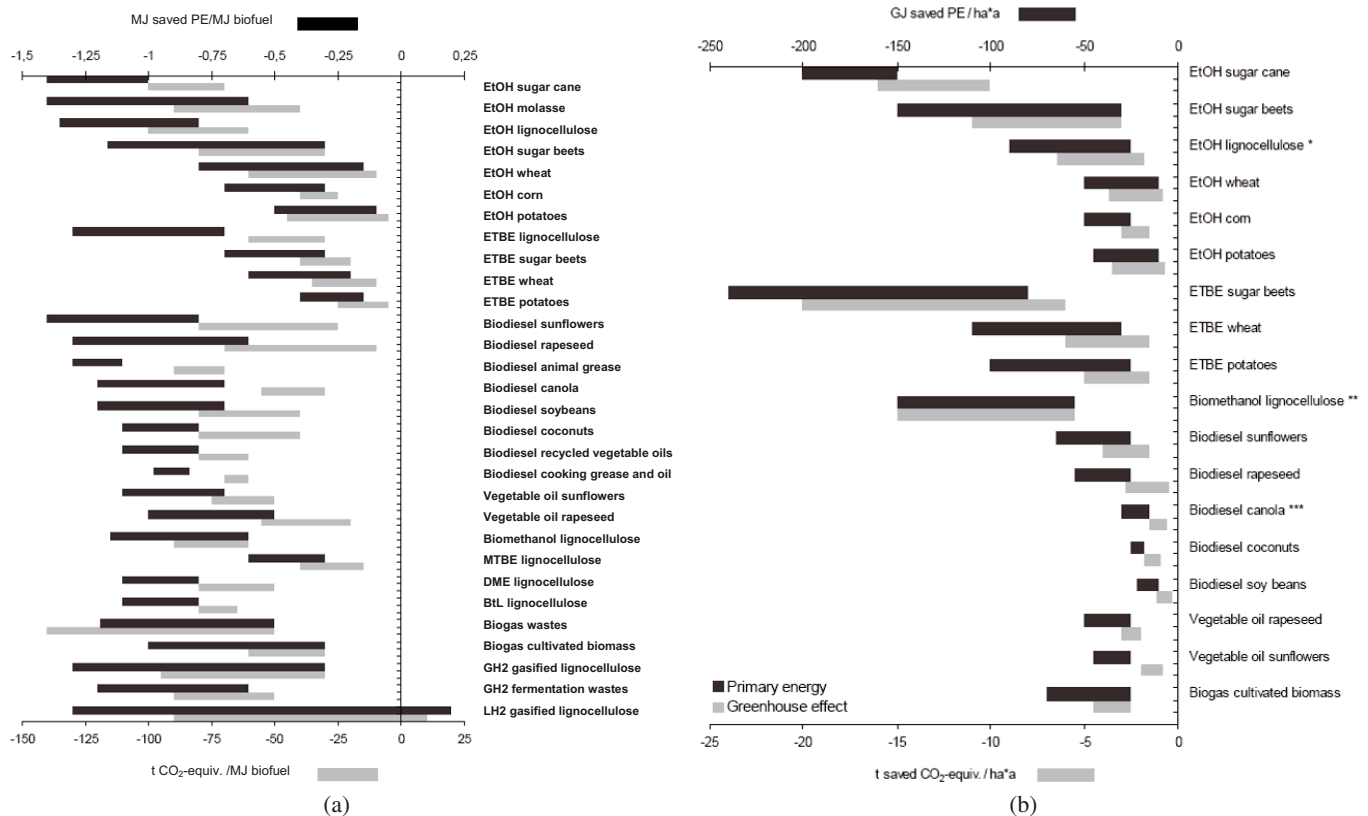 MJ saved PE/MJ biofuel
-1,5 -1 -0,75 -0,25 0 0,25
EtOH sugar cane
EtOH molasse
EtOH lignocellulose
EtOH sugar beets
EtOH wheat
EtOH corn
EtOH potatoes
ETBE lignocellulose
ETBE sugar beets
ETBE wheat
ETBE potatoes
Biodiesel sunflowers
Biodiesel rapeseed
Biodiesel animal grease
Biodiesel canola
Biodiesel soybeans
Biodiesel coconuts
Biodiesel recycled vegetable oils
Biodiesel cooking grease and oil
Vegetable oil sunflowers
Vegetable oil rapeseed
Biomethanol lignocellulose
MTBE lignocellulose
DME lignocellulose
BtL lignocellulose
Biogas wastes
Biogas cultivated biomass
GH2 gasified lignocellulose
GH2 fermentation wastes
LH2 gasified lignocellulose
-150 -125 -100 -75 -50 -25 0 25
t CO₂-equiv. /MJ biofuel
(a)
GJ saved PE / ha*a
-250 -200 -150 -100 -50 0
EtOH sugar cane
EtOH sugar beets
EtOH lignocellulose *
EtOH wheat
EtOH corn
EtOH potatoes
ETBE sugar beets
ETBE wheat
ETBE potatoes
Biomethanol lignocellulose **
Biodiesel sunflowers
Biodiesel rapeseed
Biodiesel canola ***
Biodiesel coconuts
Biodiesel soy beans
Vegetable oil rapeseed
Vegetable oil sunflowers
Biogas cultivated biomass
Primary energy
Greenhouse effect
-25 -20 -15 -10 -5 0
t saved CO₂-equiv. / ha*a
(b)